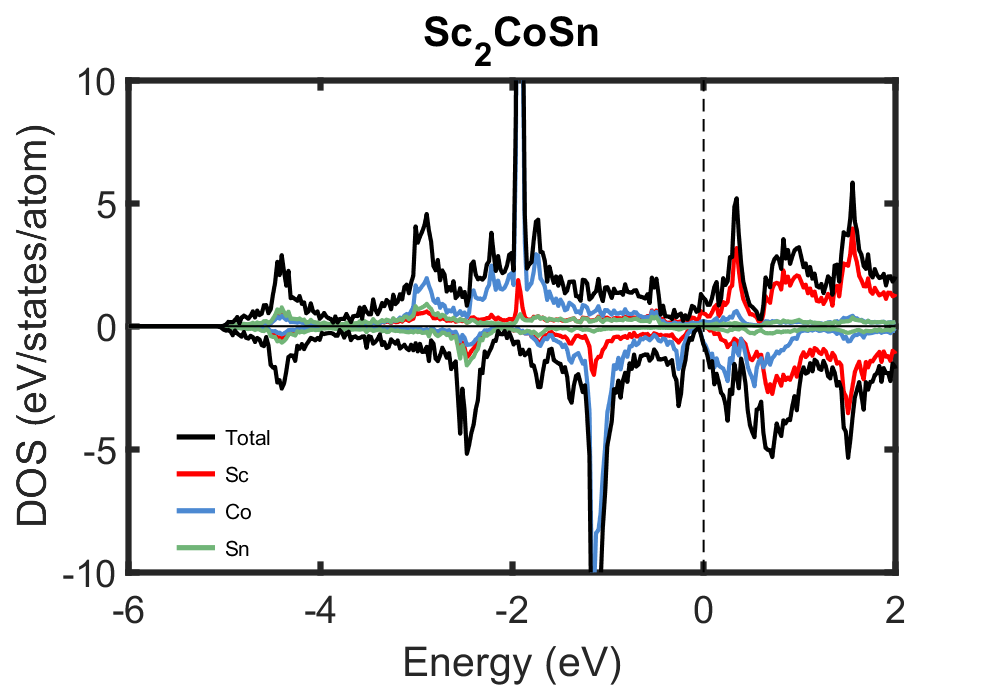 Sc₂CoSn
DOS (eV/states/atom)
10
5
0
-5
-10
Total
Sc
Co
Sn
-6 -4 -2 0 2
Energy (eV)